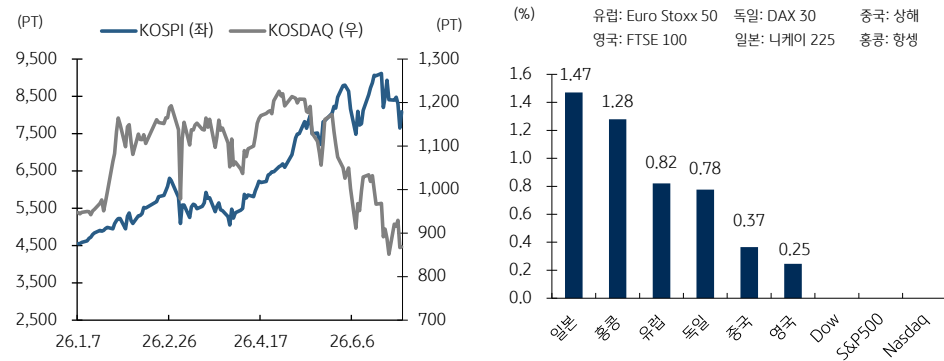 (PT)
KOSPI (좌)
KOSDAQ (우)
(PT)
9,500
8,500
7,500
6,500
5,500
4,500
3,500
2,500
1,300
1,200
1,100
1,000
900
800
700
26.1.7
26.2.26
26.4.17
26.6.6
(%)
유럽: Euro Stoxx 50 독일: DAX 30 중국: 상해
영국: FTSE 100 일본: 니케이 225 홍콩: 항셍
1.6
1.4
1.2
1.0
0.8
0.6
0.4
0.2
0.0
1.47
1.28
0.82
0.78
0.37
0.25
일본
홍콩
유럽
독일
중국
영국
Dow
S&P500
Nasdaq